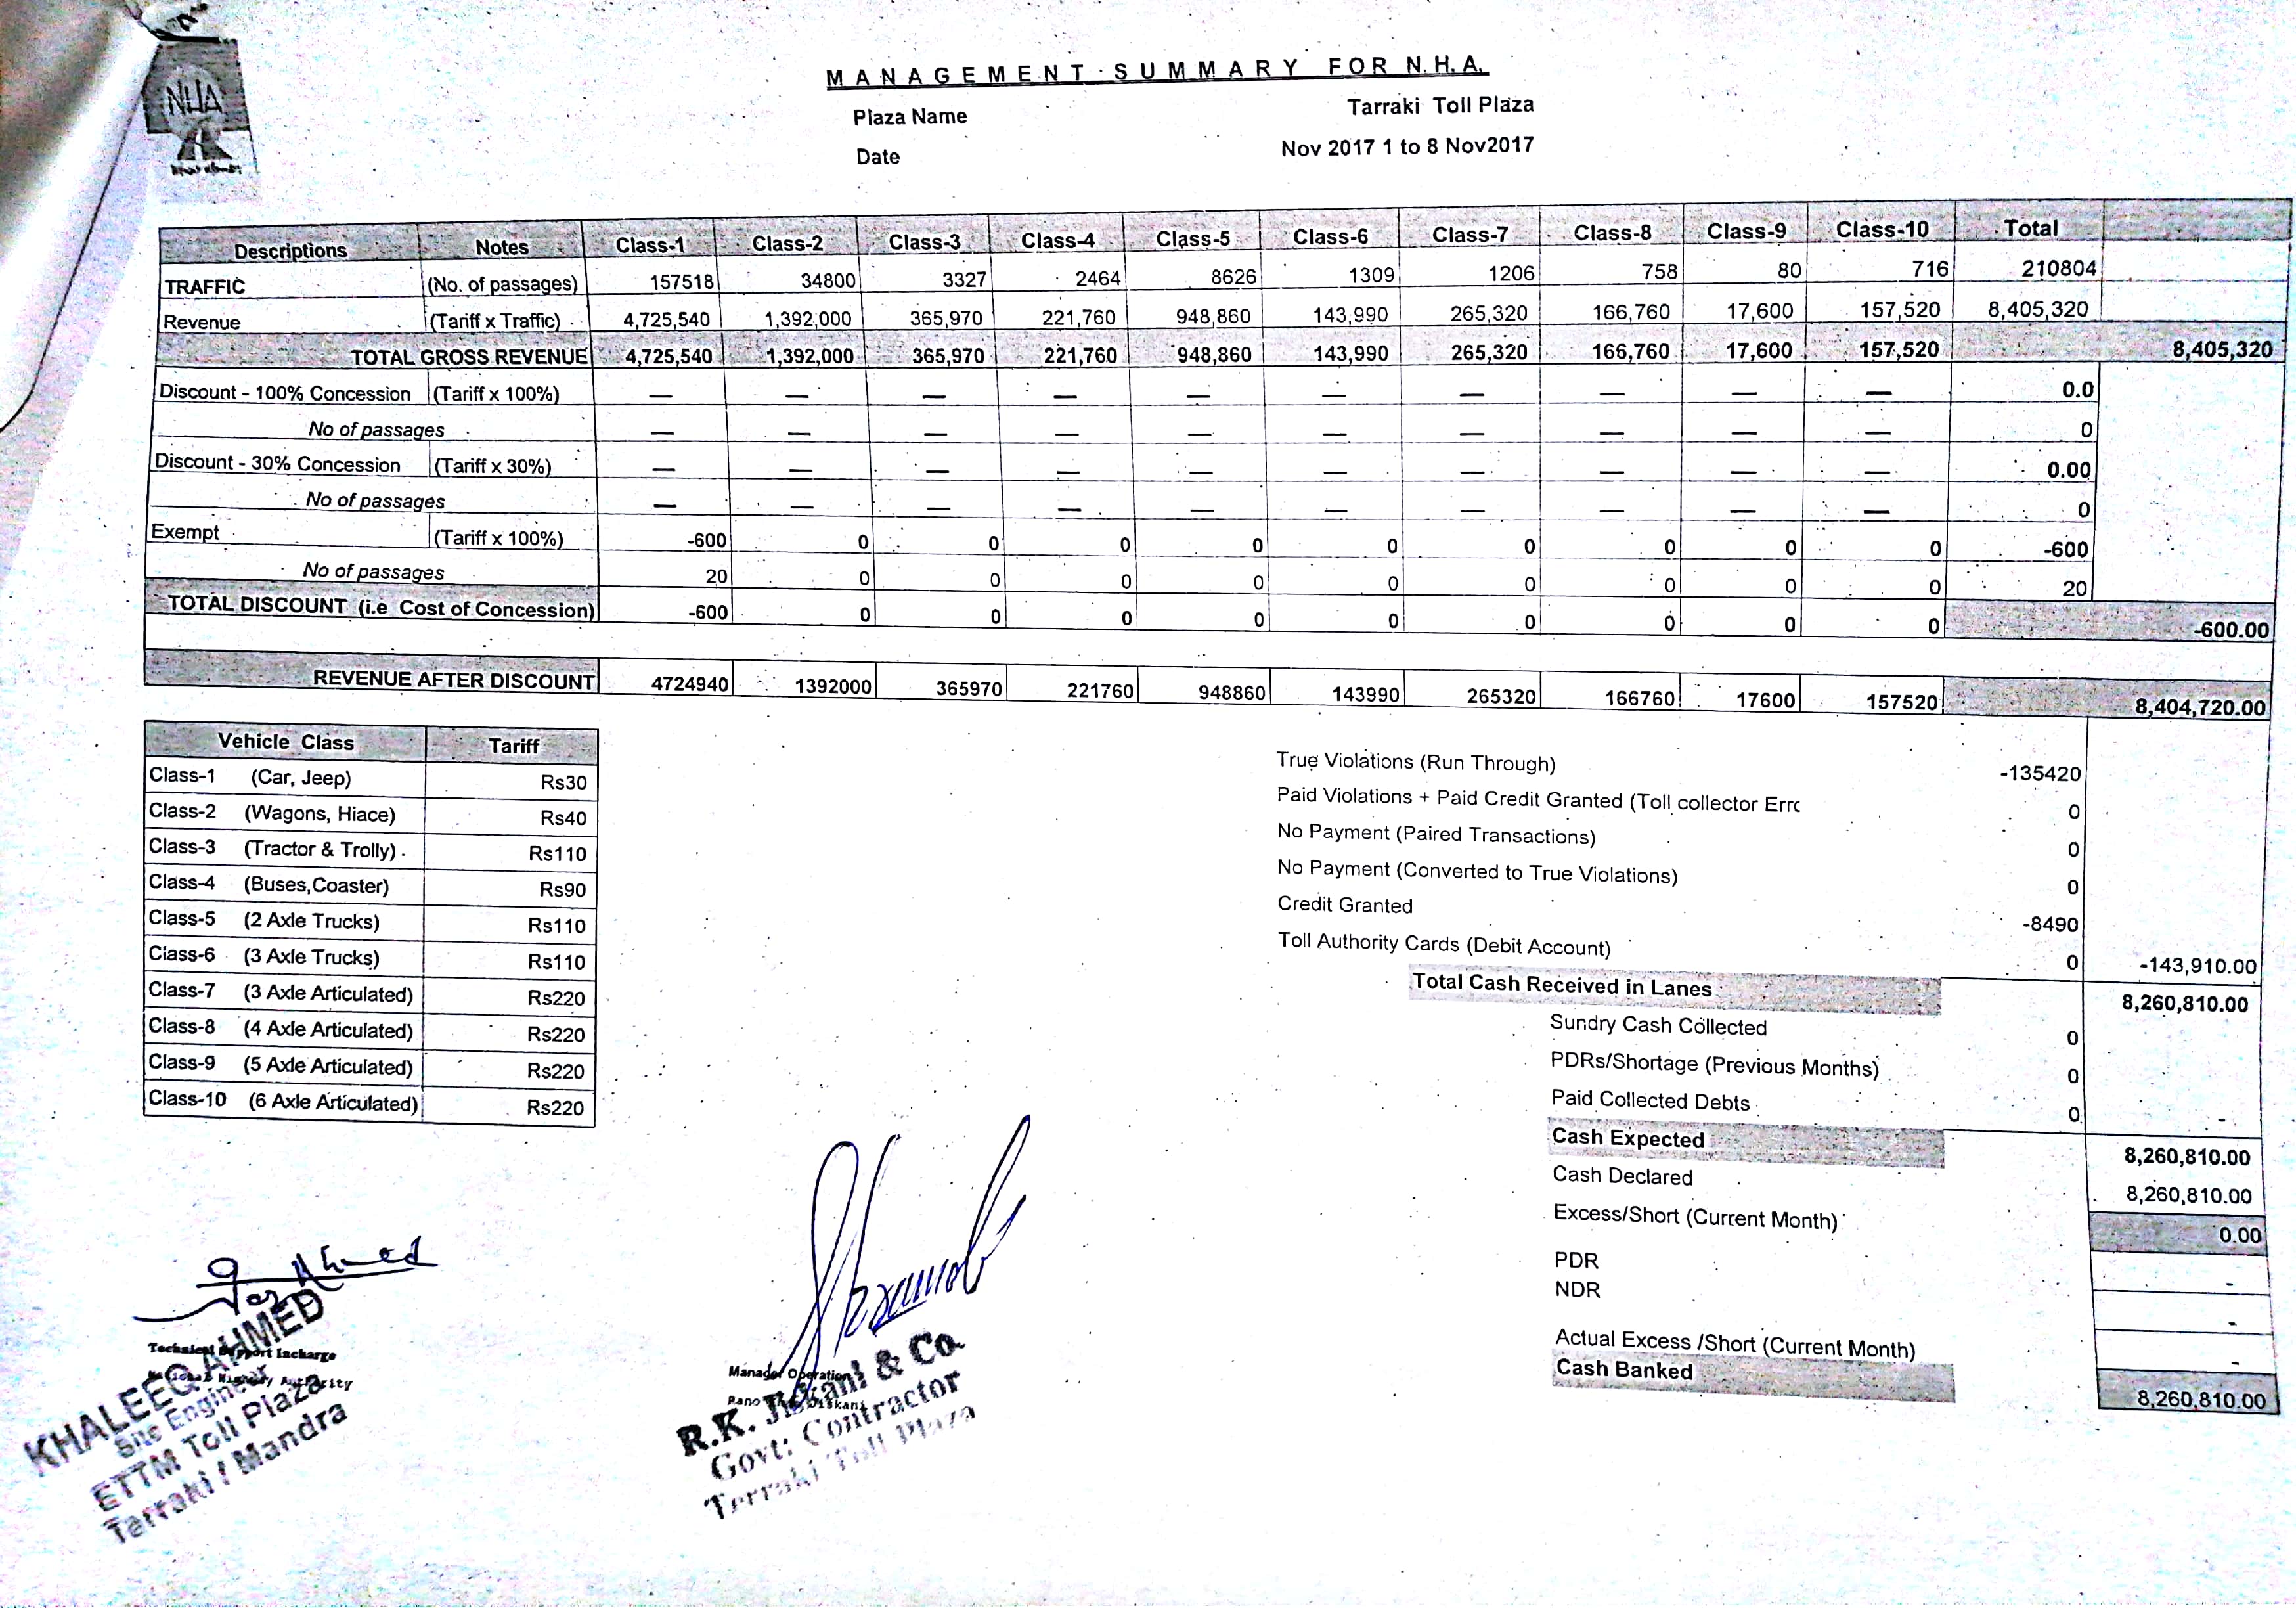 NHA
MANAGEMENT SUMMARY FOR N.H.A.
Plaza Name Tarraki Toll Plaza
Date Nov 2017 1 to 8 Nov2017
Descriptions Notes Class-1 Class-2 Class-3 Class-4 Class-5 Class-6 Class-7 Class-8 Class-9 Class-10 Total
TRAFFIC (No. of passages) 157518 34800 3327 2464 8626 1309 1206 758 80 716 210804
Revenue (Tariff x Traffic) 4,725,540 1,392,000 365,970 221,760 948,860 143,990 265,320 166,760 17,600 157,520 8,405,320
TOTAL GROSS REVENUE 4,725,540 1,392,000 365,970 221,760 948,860 143,990 265,320 166,760 17,600 157,520 8,405,320
Discount - 100% Concession (Tariff x 100%) — — — — — — — — — — 0.0
No of passages — — — — — — — — — — 0
Discount - 30% Concession (Tariff x 30%) — — — — — — — — — — 0.00
No of passages — — — — — — — — — — 0
Exempt (Tariff x 100%) -600 0 0 0 0 0 0 0 0 0 -600
No of passages 20 0 0 0 0 0 0 0 0 0 20
TOTAL DISCOUNT (i.e Cost of Concession) -600 0 0 0 0 0 0 0 0 0 -600.00
REVENUE AFTER DISCOUNT 4724940 1392000 365970 221760 948860 143990 265320 166760 17600 157520 8,404,720.00
Vehicle Class Tariff
Class-1 (Car, Jeep) Rs30
Class-2 (Wagons, Hiace) Rs40
Class-3 (Tractor & Trolly) Rs110
Class-4 (Buses,Coaster) Rs90
Class-5 (2 Axle Trucks) Rs110
Class-6 (3 Axle Trucks) Rs110
Class-7 (3 Axle Articulated) Rs220
Class-8 (4 Axle Articulated) Rs220
Class-9 (5 Axle Articulated) Rs220
Class-10 (6 Axle Articulated) Rs220
True Violations (Run Through) -135420
Paid Violations + Paid Credit Granted (Toll collector Errc 0
No Payment (Paired Transactions) 0
No Payment (Converted to True Violations) 0
Credit Granted -8490
Toll Authority Cards (Debit Account) 0 -143,910.00
Total Cash Received in Lanes 8,260,810.00
Sundry Cash Collected 0
PDRs/Shortage (Previous Months) 0
Paid Collected Debts 0 -
Cash Expected 8,260,810.00
Cash Declared 8,260,810.00
Excess/Short (Current Month) 0.00
PDR -
NDR -
Actual Excess /Short (Current Month) -
Cash Banked 8,260,810.00
Ahmed
Technical Support Incharge
National Highway Authority
KHALEEQ AHMED
Site Engineer
ETTM Toll Plaza
Tarraki / Mandra
Manader Operation
R.K. Jiskani & Co.
Govt: Contractor
Terraki Toll Plaza